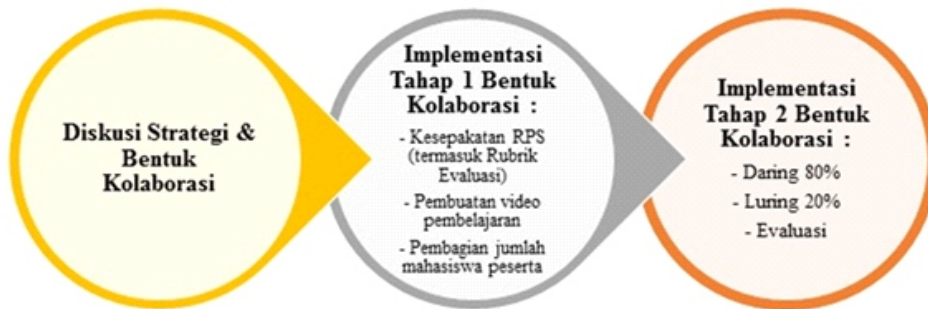 Diskusi Strategi &
Bentuk
Kolaborasi
Implementasi
Tahap 1 Bentuk
Kolaborasi :
- Kesepakatan RPS
(termasuk Rubrik
Evaluasi)
- Pembuatan video
pembelajaran
- Pembagian jumlah
mahasiswa peserta
Implementasi
Tahap 2 Bentuk
Kolaborasi :
- Daring 80%
- Luring 20%
- Evaluasi